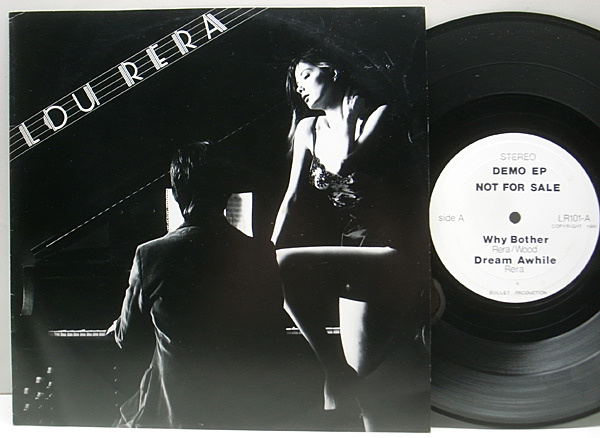 LOU RERA
STEREO
DEMO EP
NOT FOR SALE
side A
LR101-A
Why Bother
Rera/Wood
Dream Awhile
Rera
BULLET PRODUCTION